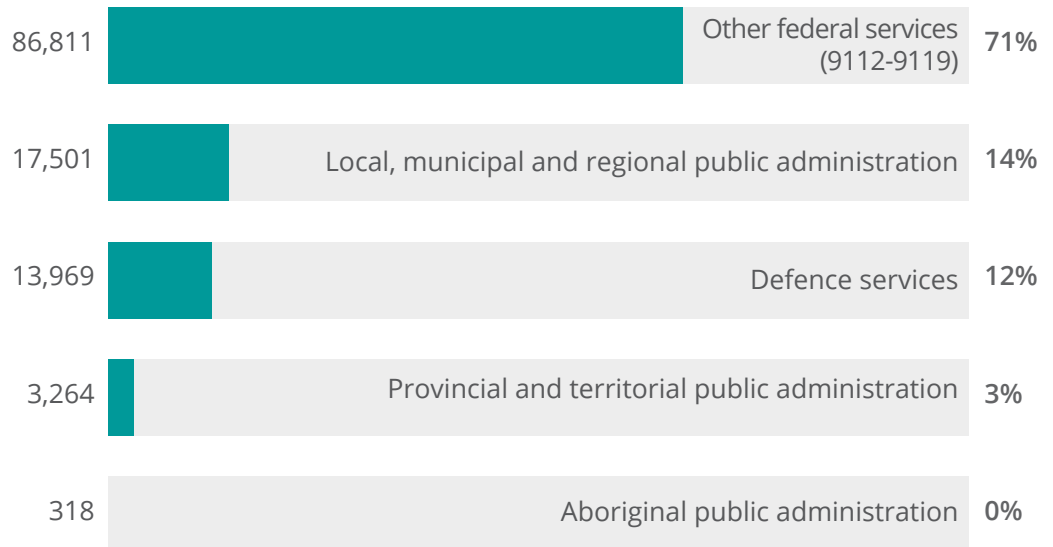 86,811 Other federal services 71%
(9112-9119)
17,501 Local, municipal and regional public administration 14%
13,969 Defence services 12%
3,264 Provincial and territorial public administration 3%
318 Aboriginal public administration 0%